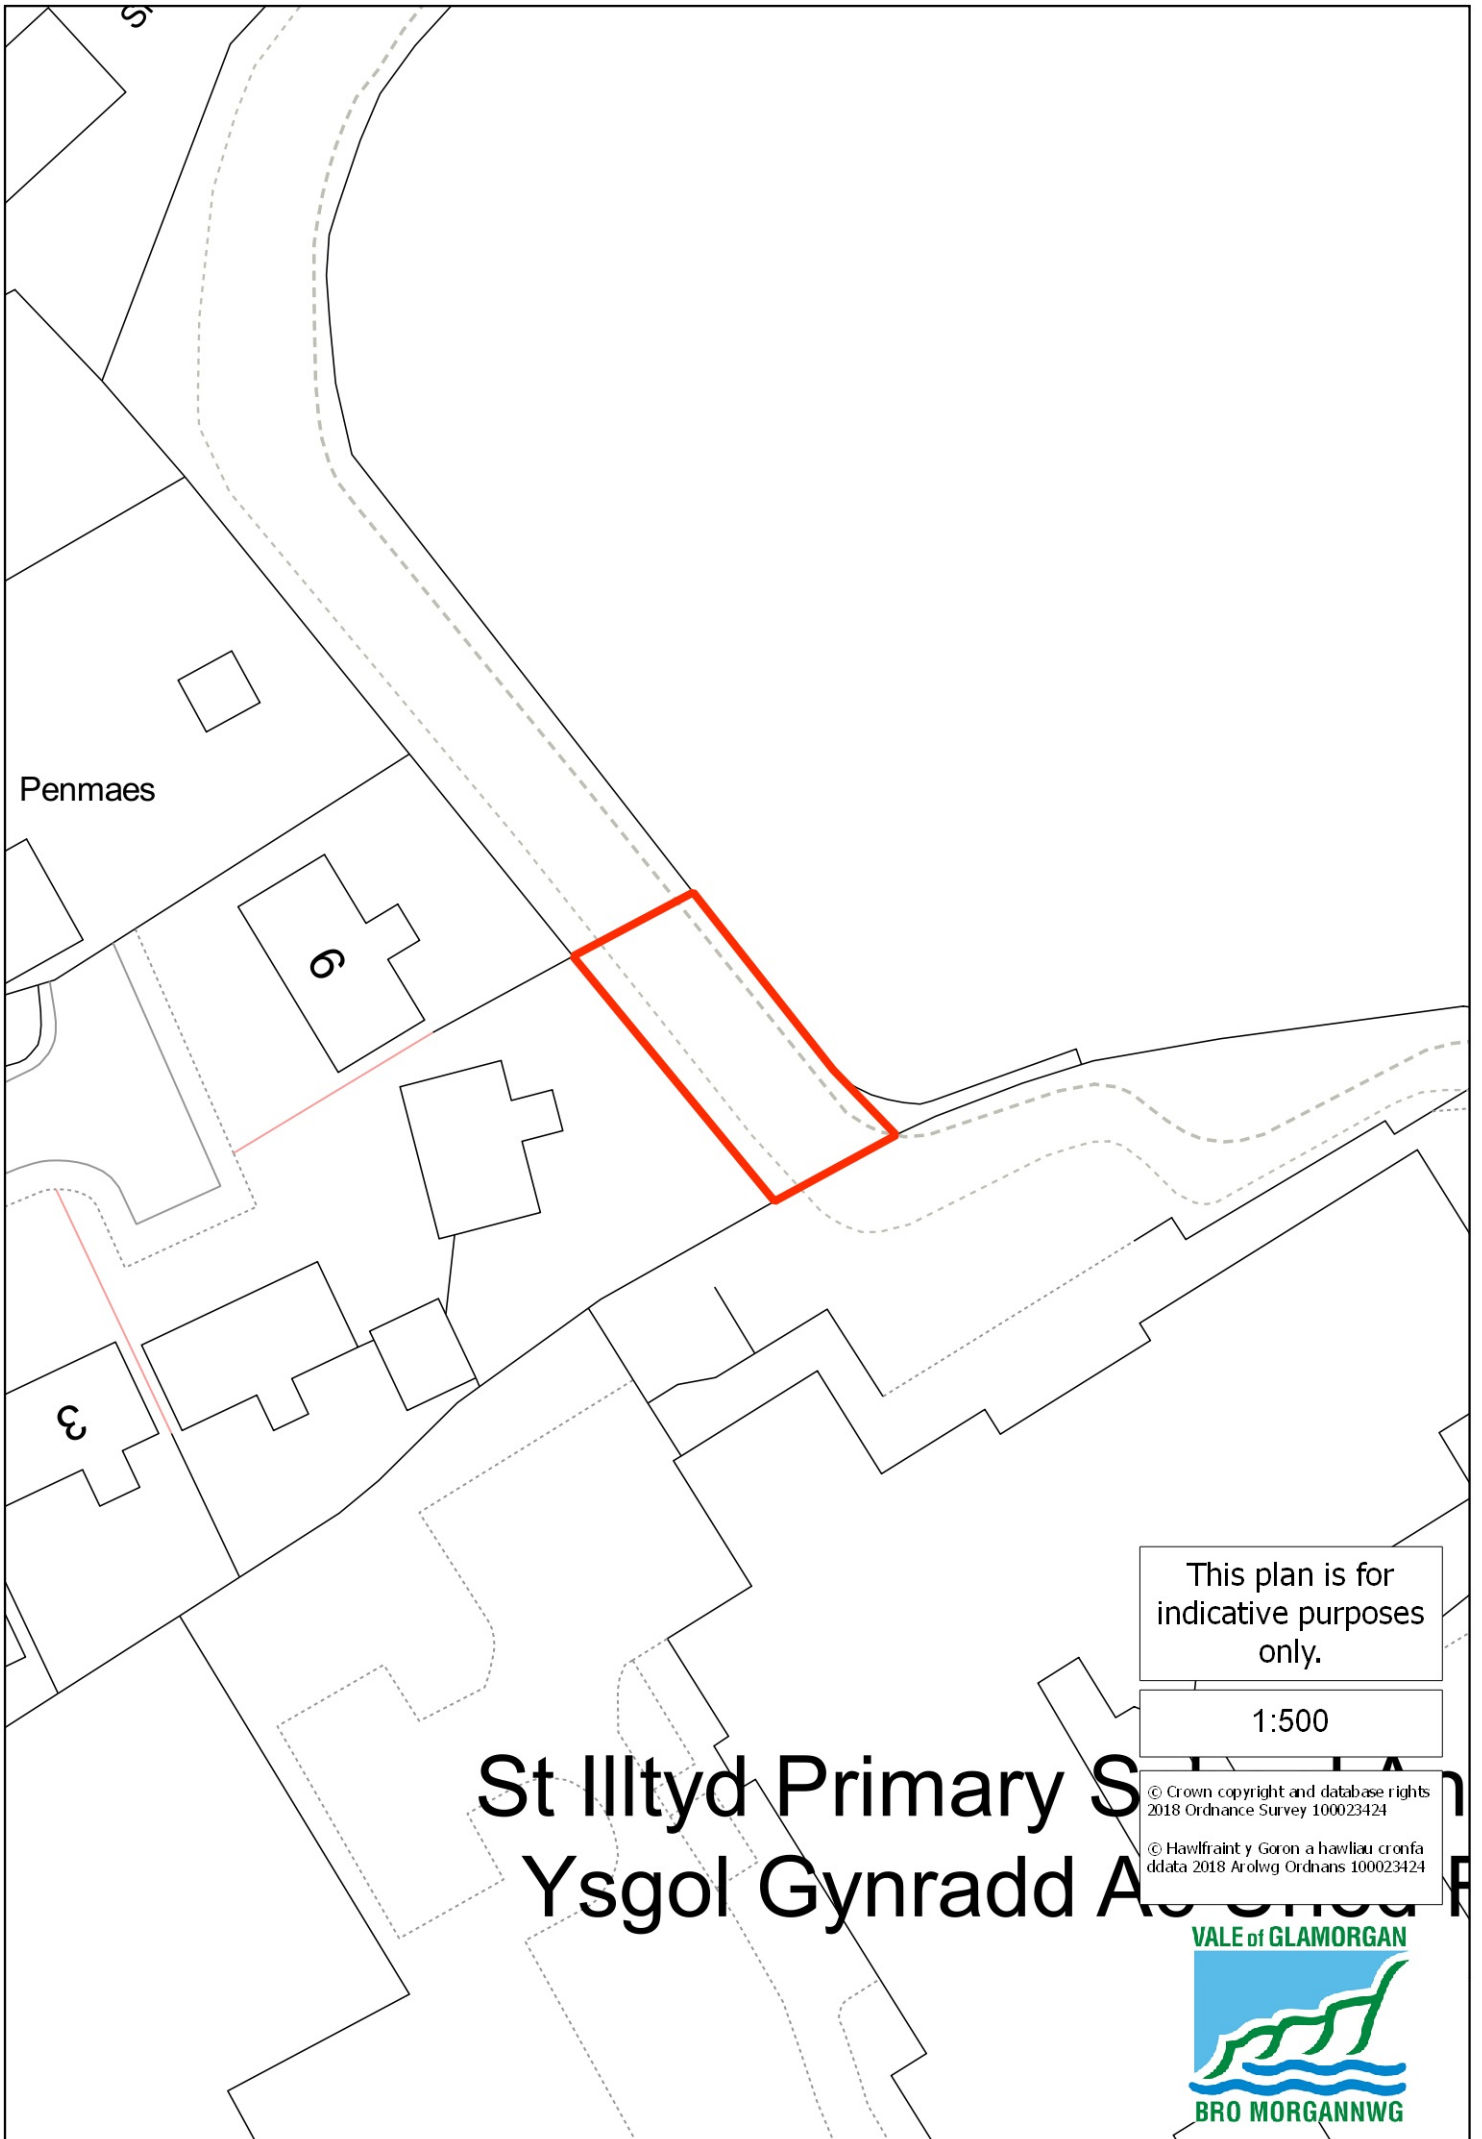 Penmaes
6
3
This plan is for
indicative purposes
only.
1:500
St Illtyd Primary
Ysgol Gynradd
© Crown copyright and database rights
2018 Ordnance Survey 100023424
© Hawlfraint y Goron a hawliau cronfa
ddata 2018 Arolwg Ordnans 100023424
VALE of GLAMORGAN
BRO MORGANNWG